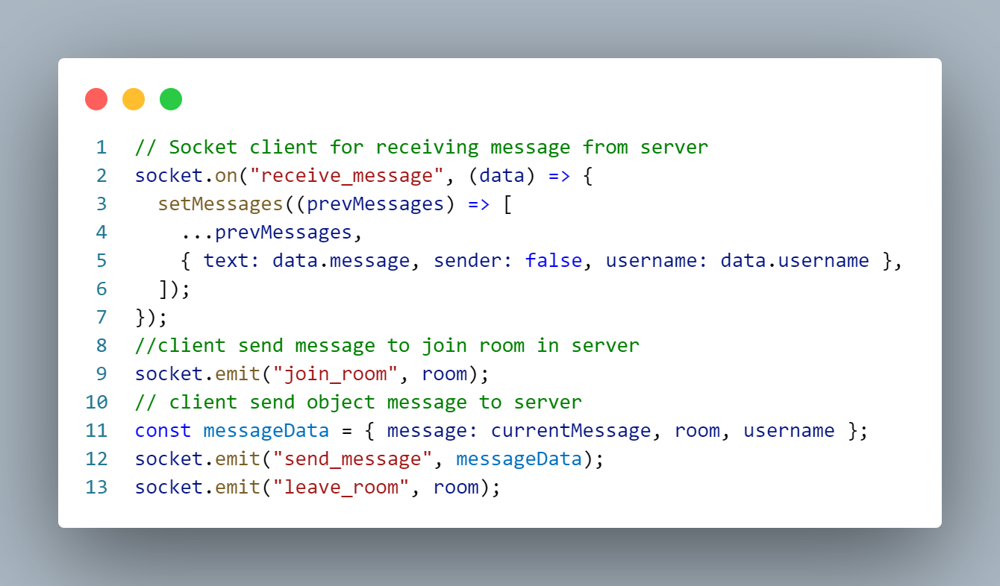 1 // Socket client for receiving message from server
2 socket.on("receive_message", (data) => {
3   setMessages((prevMessages) => [
4     ...prevMessages,
5     { text: data.message, sender: false, username: data.username },
6   ]);
7 });
8 //client send message to join room in server
9 socket.emit("join_room", room);
10 // client send object message to server
11 const messageData = { message: currentMessage, room, username };
12 socket.emit("send_message", messageData);
13 socket.emit("leave_room", room);